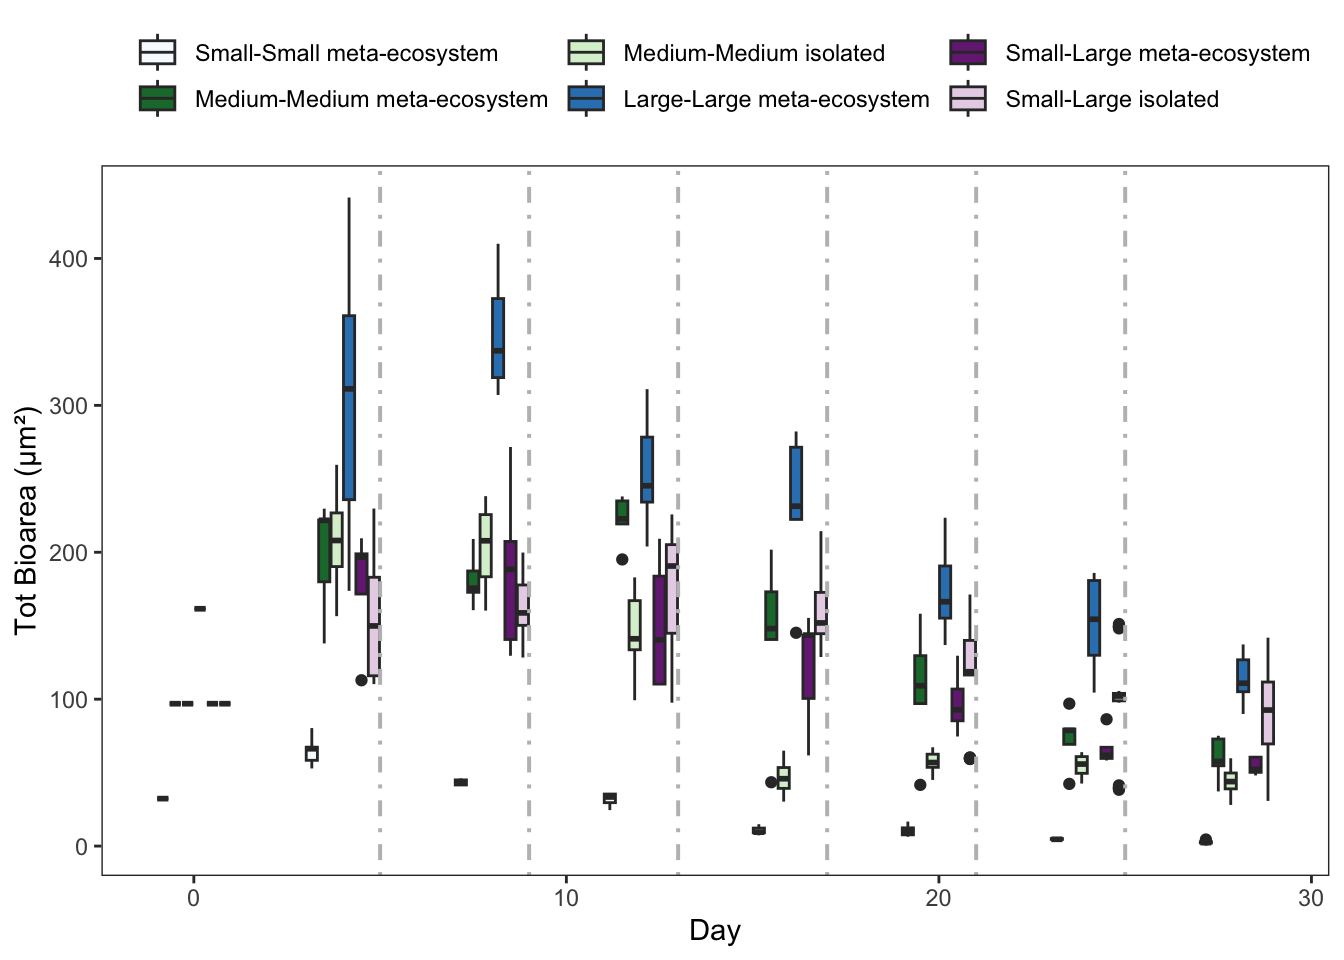 Small-Small meta-ecosystem
Medium-Medium isolated
Small-Large meta-ecosystem
Medium-Medium meta-ecosystem
Large-Large meta-ecosystem
Small-Large isolated
Tot Bioarea (μm²)
400
300
200
100
0
0
10
20
30
Day